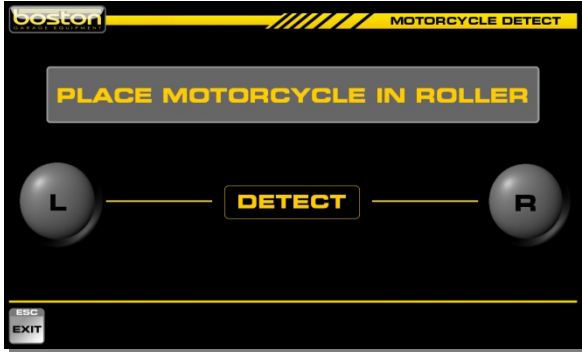 boston
GARAGE EQUIPMENT
MOTORCYCLE DETECT
PLACE MOTORCYCLE IN ROLLER
L
DETECT
R
ESC
EXIT